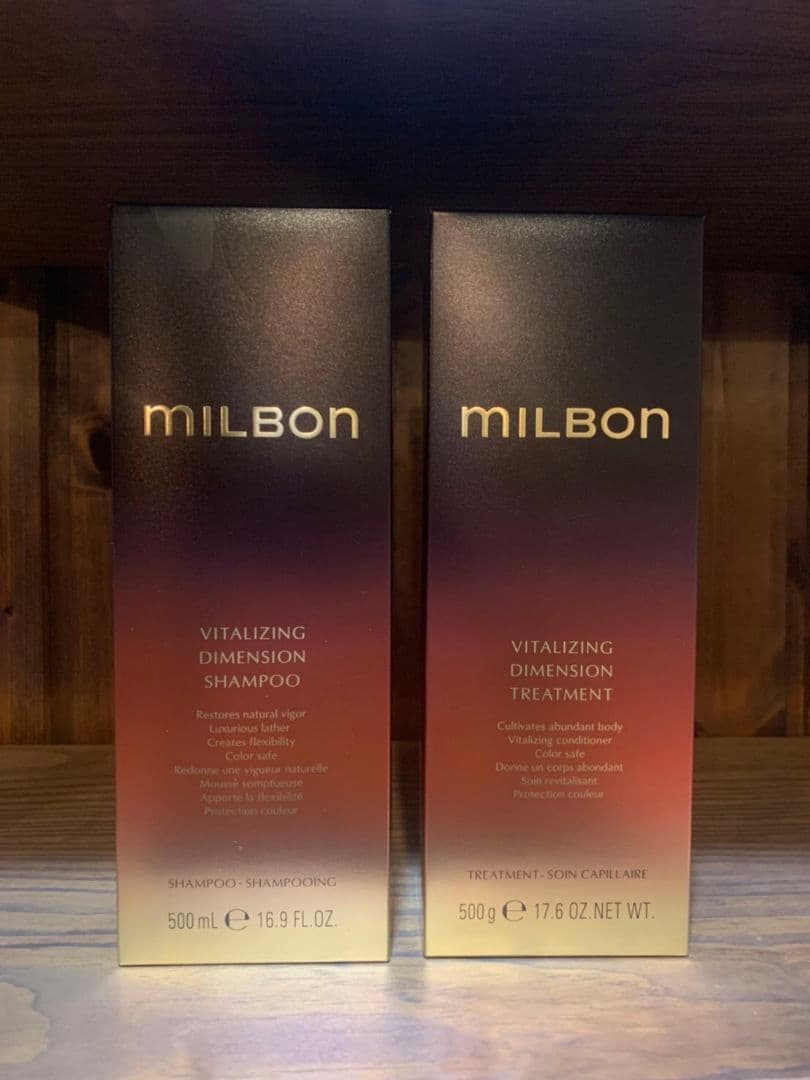 MILBON
VITALIZING
DIMENSION
SHAMPOO
Restores natural vigor
Luxurious lather
Creates flexibility
Color safe
Redonne une vigueur naturelle
Mousse somptueuse
Apporte la flexibilité
Protection couleur
SHAMPOO - SHAMPOOING
500 mL ℮ 16.9 FL.OZ.
MILBON
VITALIZING
DIMENSION
TREATMENT
Cultivates abundant body
Vitalizing conditioner
Color safe
Donne un corps abondant
Soin revitalisant
Protection couleur
TREATMENT - SOIN CAPILLAIRE
500 g ℮ 17.6 OZ.NET WT.